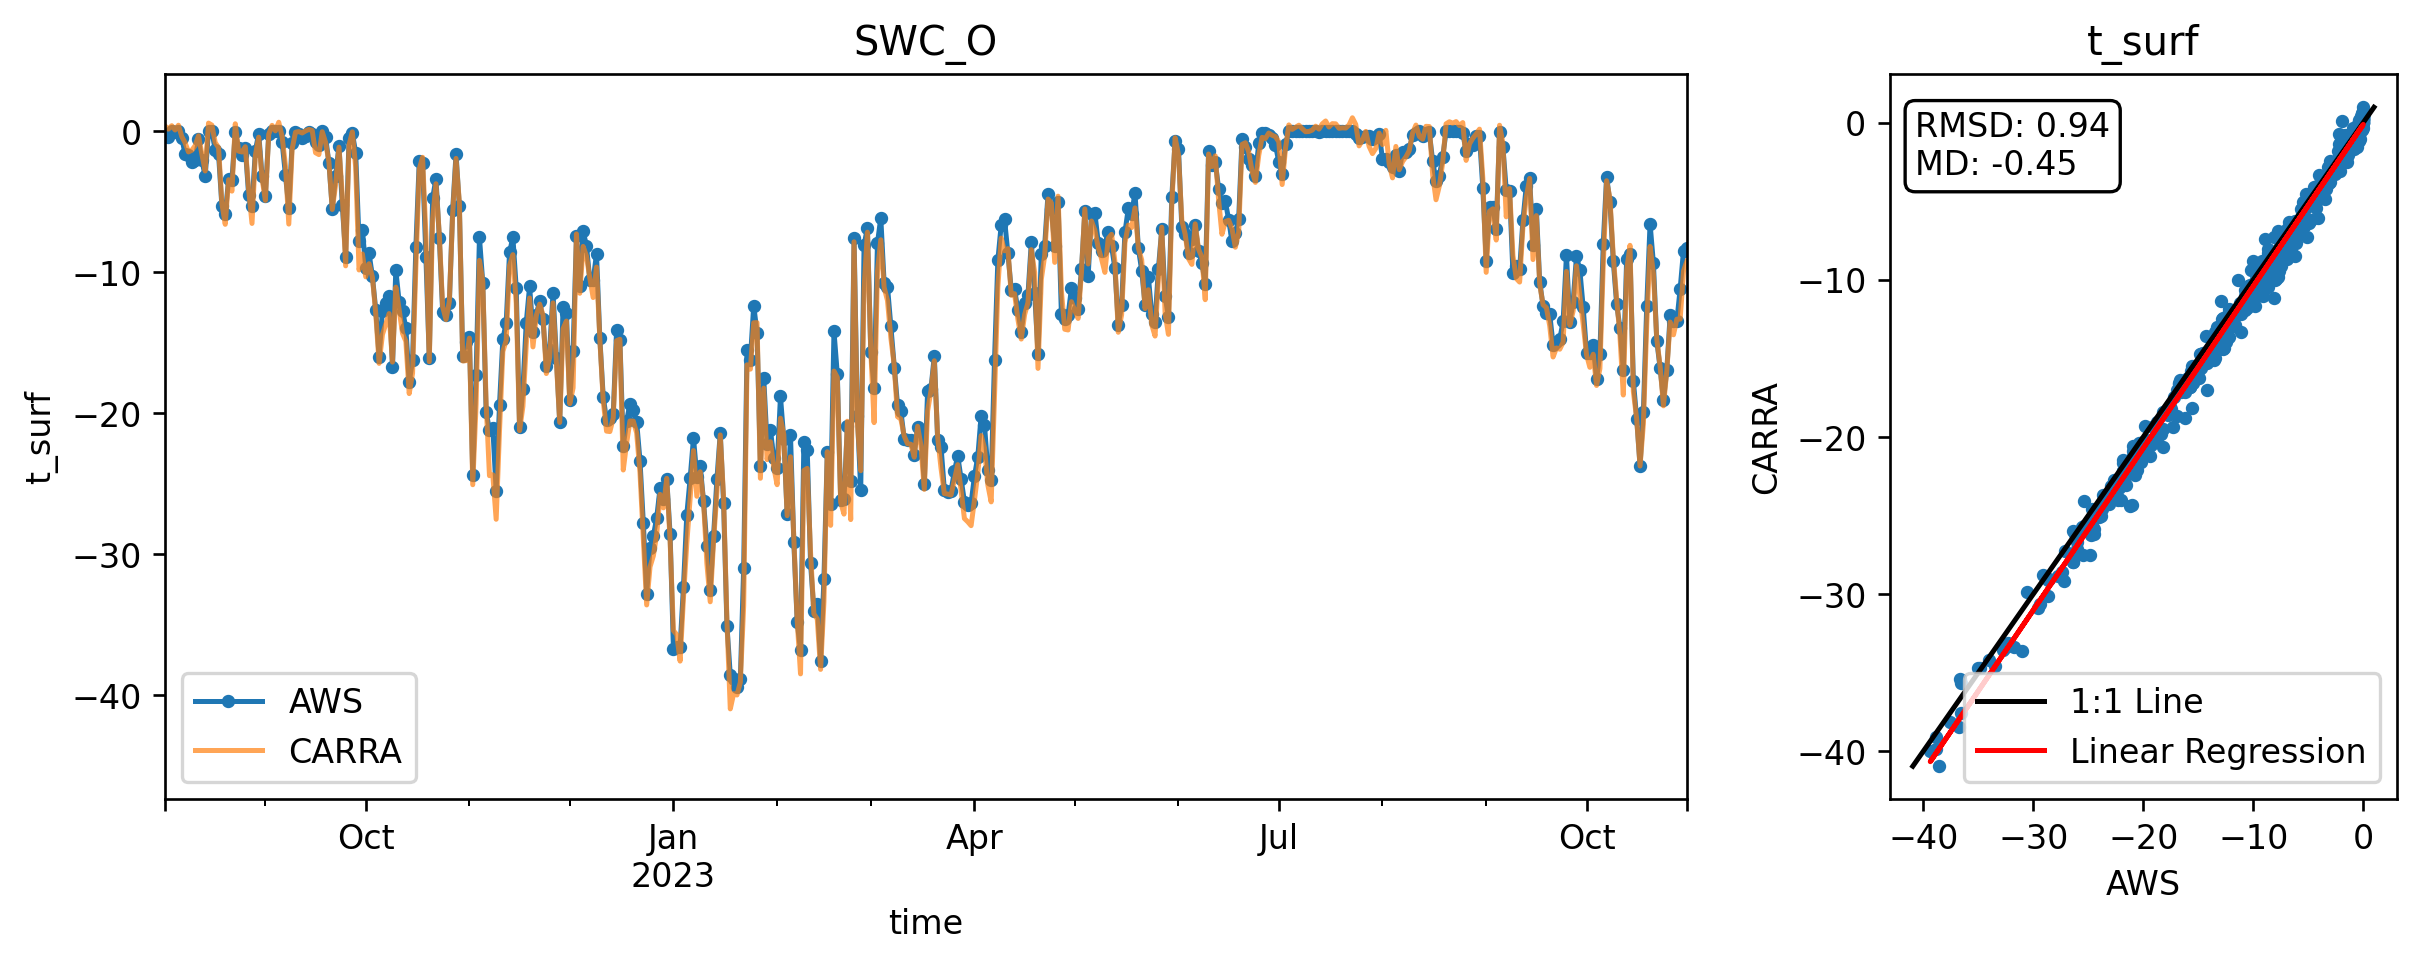 SWC_O
t_surf
0
−10
−20
−30
−40
t_surf
AWS
CARRA
Oct
Jan
2023
Apr
Jul
Oct
time
t_surf
RMSD: 0.94
MD: -0.45
0
−10
−20
−30
−40
CARRA
1:1 Line
Linear Regression
−40
−30
−20
−10
0
AWS